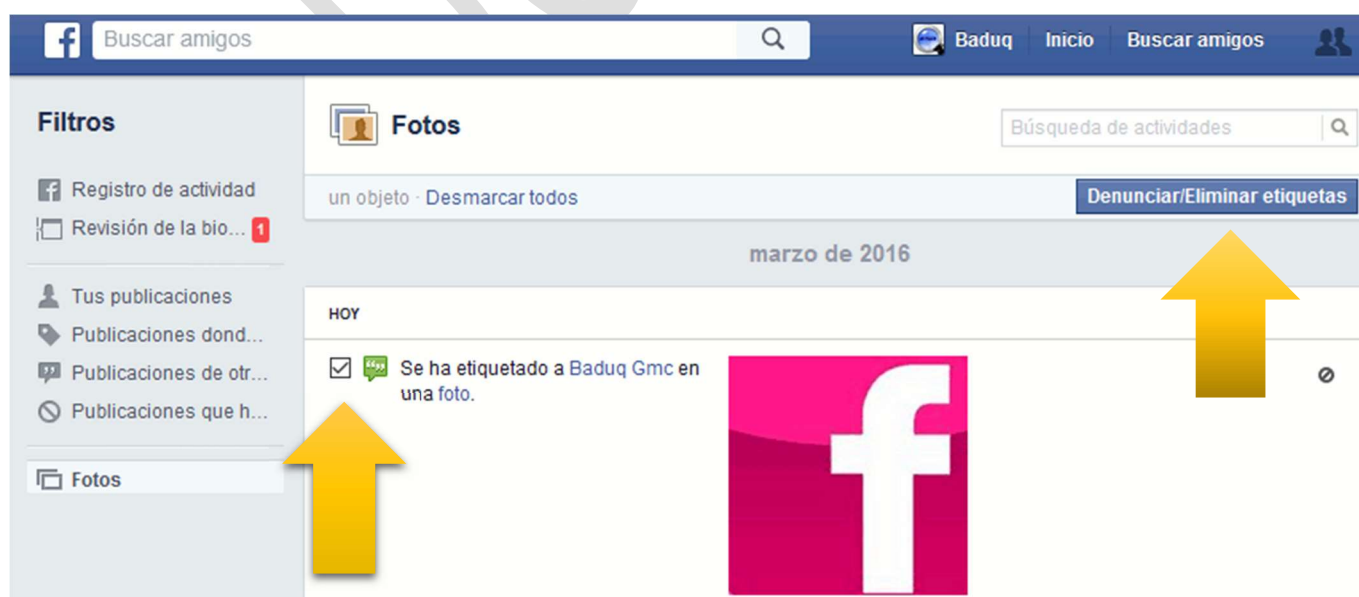 Buscar amigos
Baduq Inicio Buscar amigos
Filtros
Registro de actividad
Revisión de la bio... 1
Tus publicaciones
Publicaciones dond...
Publicaciones de otr...
Publicaciones que h...
Fotos
Fotos
Búsqueda de actividades
un objeto · Desmarcar todos
Denunciar/Eliminar etiquetas
marzo de 2016
HOY
Se ha etiquetado a Baduq Gmc en
una foto.